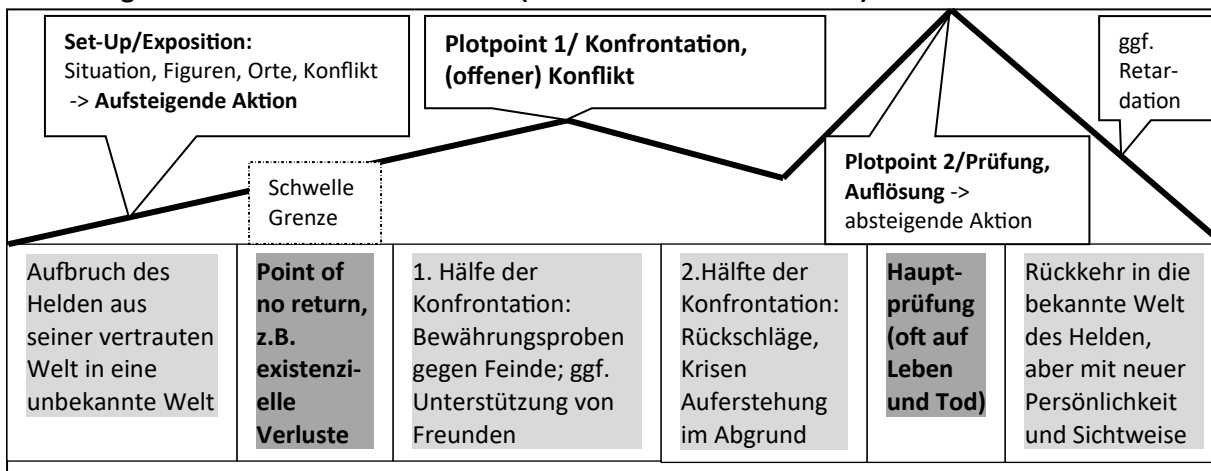 Set-Up/Exposition:
Situation, Figuren, Orte, Konflikt
-> Aufsteigende Aktion
Plotpoint 1/ Konfrontation,
(offener) Konflikt
ggf.
Retar-
dation
Schwelle
Grenze
Plotpoint 2/Prüfung,
Auflösung ->
absteigende Aktion
Aufbruch des
Helden aus
seiner vertrauten
Welt in eine
unbekannte Welt
Point of
no return,
z.B.
existenzi-
elle
Verluste
1. Hälfe der
Konfrontation:
Bewährungsproben
gegen Feinde; ggf.
Unterstützung von
Freunden
2.Hälfte der
Konfrontation:
Rückschläge,
Krisen
Auferstehung
im Abgrund
Haupt-
prüfung
(oft auf
Leben
und Tod)
Rückkehr in die
bekannte Welt
des Helden,
aber mit neuer
Persönlichkeit
und Sichtweise